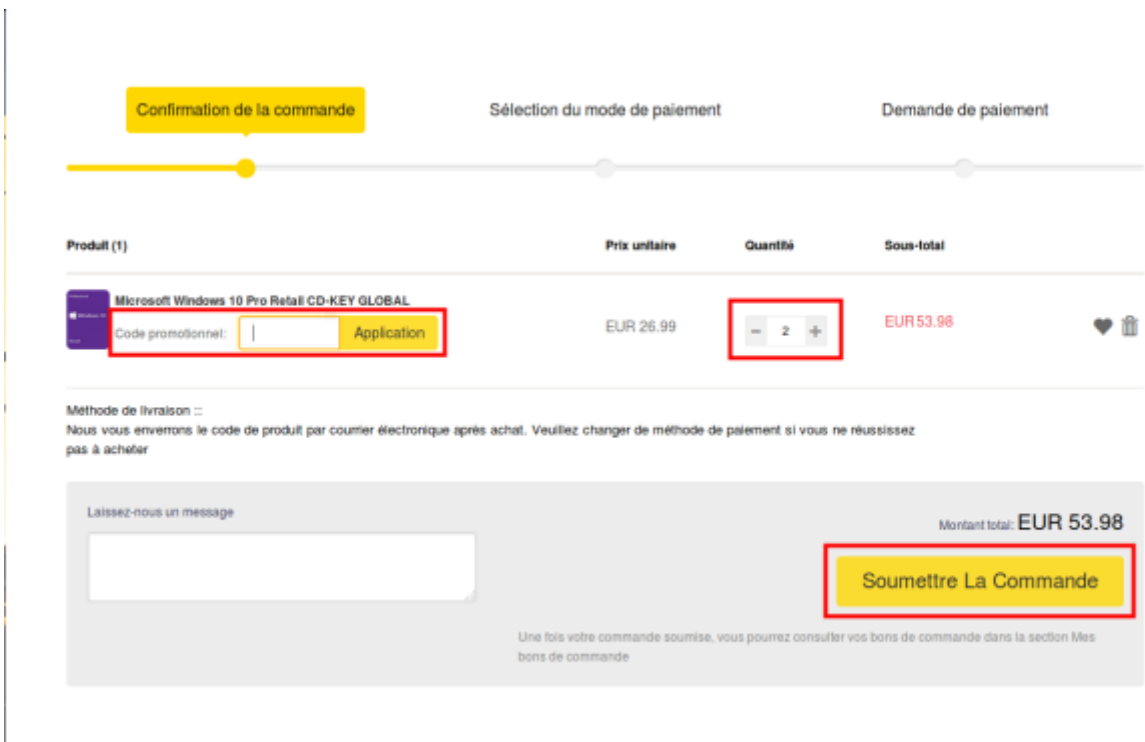 Confirmation de la commande
Sélection du mode de paiement
Demande de paiement
Produit (1)
Prix unitaire
Quantité
Sous-total
Microsoft Windows 10 Pro Retail CD-KEY GLOBAL
Code promotionnel:
Application
EUR 26.99
− 2 +
EUR 53.98
Méthode de livraison ::
Nous vous enverrons le code de produit par courrier électronique après achat. Veuillez changer de méthode de paiement si vous ne réussissez
pas à acheter
Laissez-nous un message
Montant total: EUR 53.98
Soumettre La Commande
Une fois votre commande soumise, vous pourrez consulter vos bons de commande dans la section Mes
bons de commande